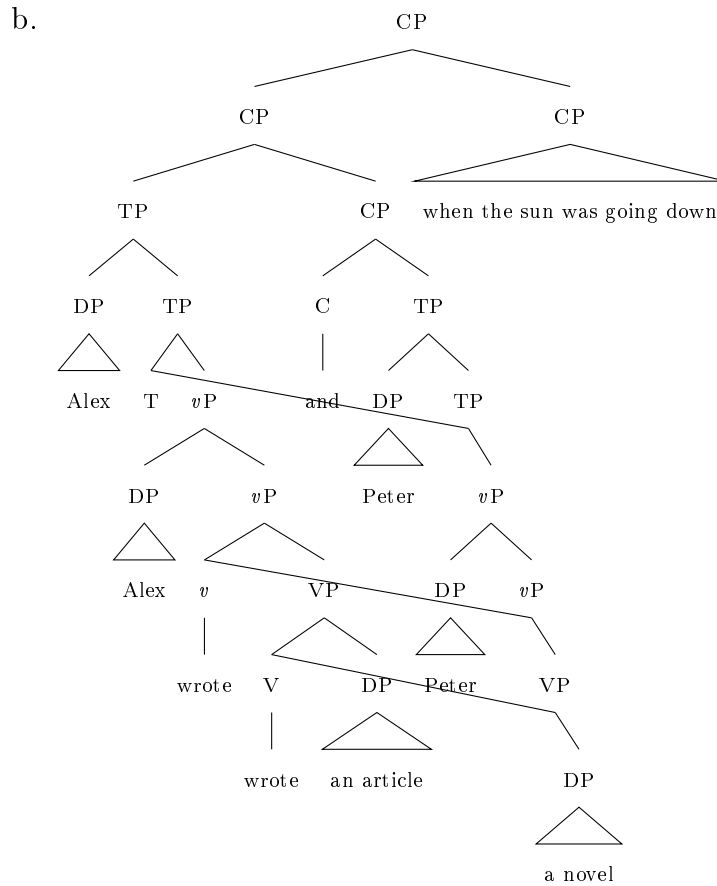 b.
CP
CP CP
TP CP when the sun was going down
DP TP C TP
Alex T vP and DP TP
DP vP Peter vP
Alex v VP DP vP
wrote V DP Peter VP
wrote an article DP
a novel